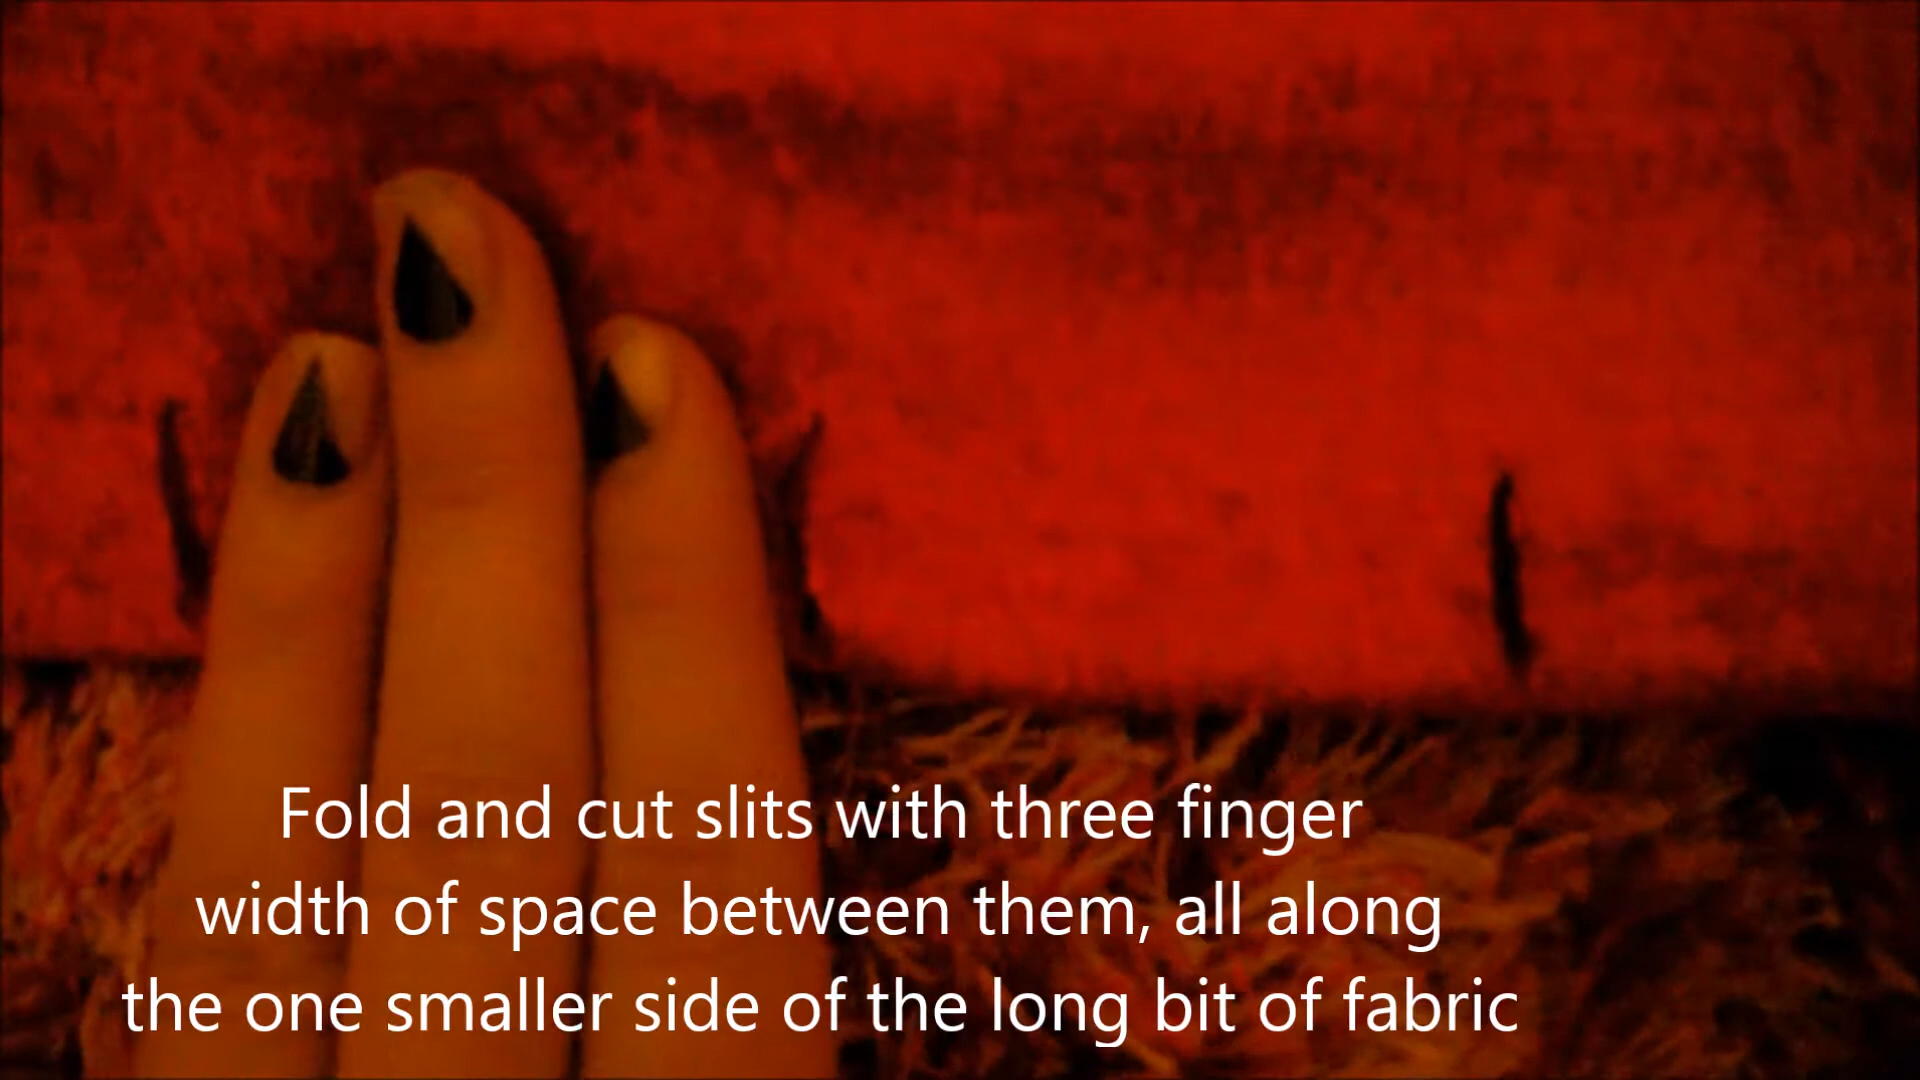 Fold and cut slits with three finger
width of space between them, all along
the one smaller side of the long bit of fabric